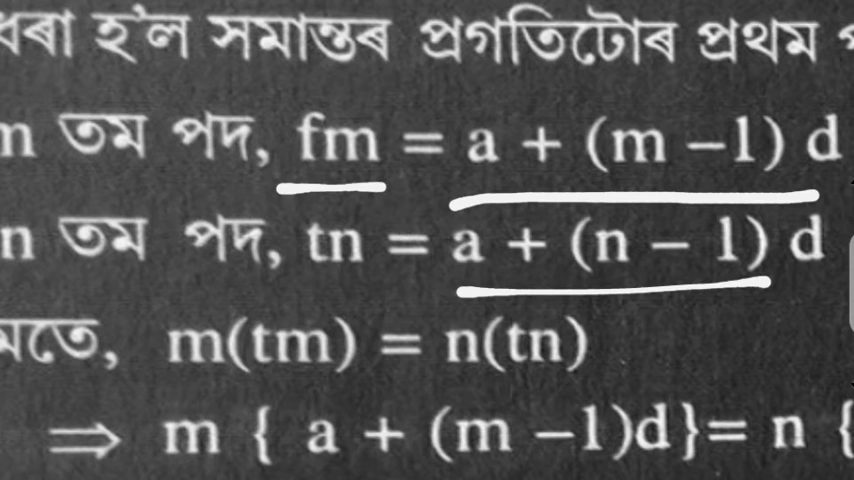 ধৰা হ'ল সমান্তৰ প্ৰগতিটোৰ প্ৰথম
m তম পদ, fm = a + (m –1) d
n তম পদ, tn = a + (n – 1) d
মতে, m(tm) = n(tn)
⇒ m { a + (m –1)d}= n {